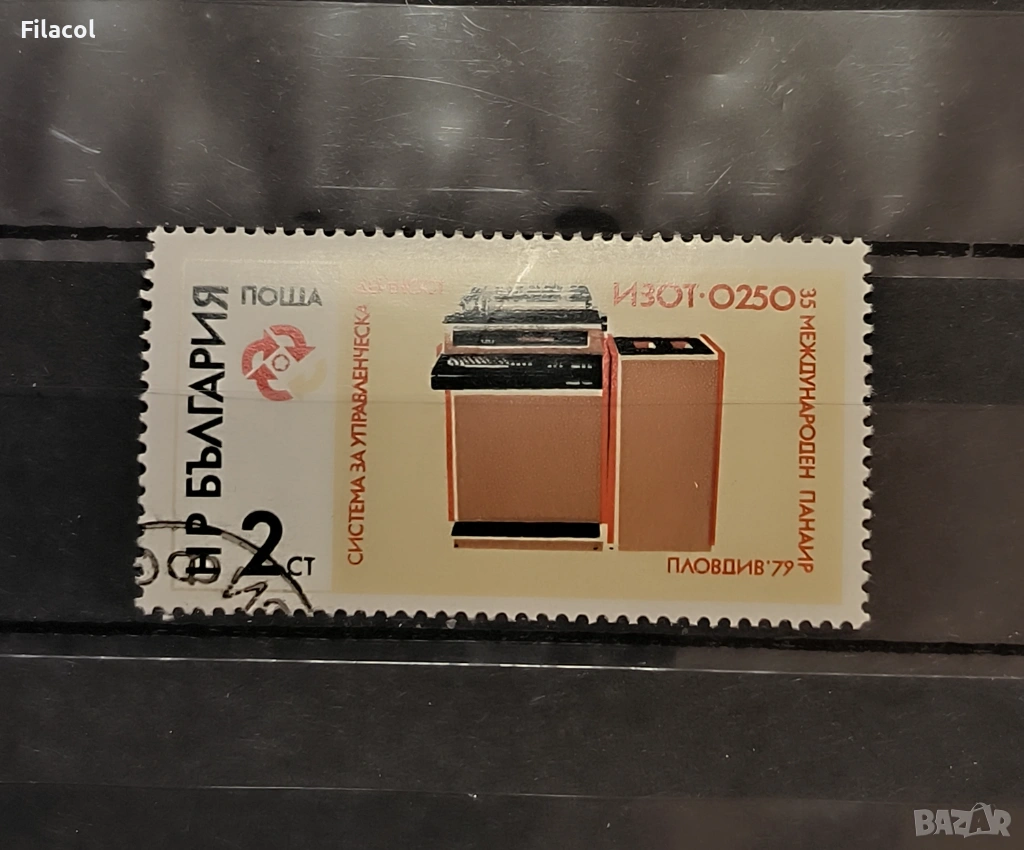 Filacol
НР БЪЛГАРИЯ
ПОЩА
2 СТ
СИСТЕМА ЗА УПРАВЛЕНЧЕСКА
ИЗОТ·0250
35 МЕЖДУНАРОДЕН ПАНАИР
ПЛОВДИВ'79
BAZAR